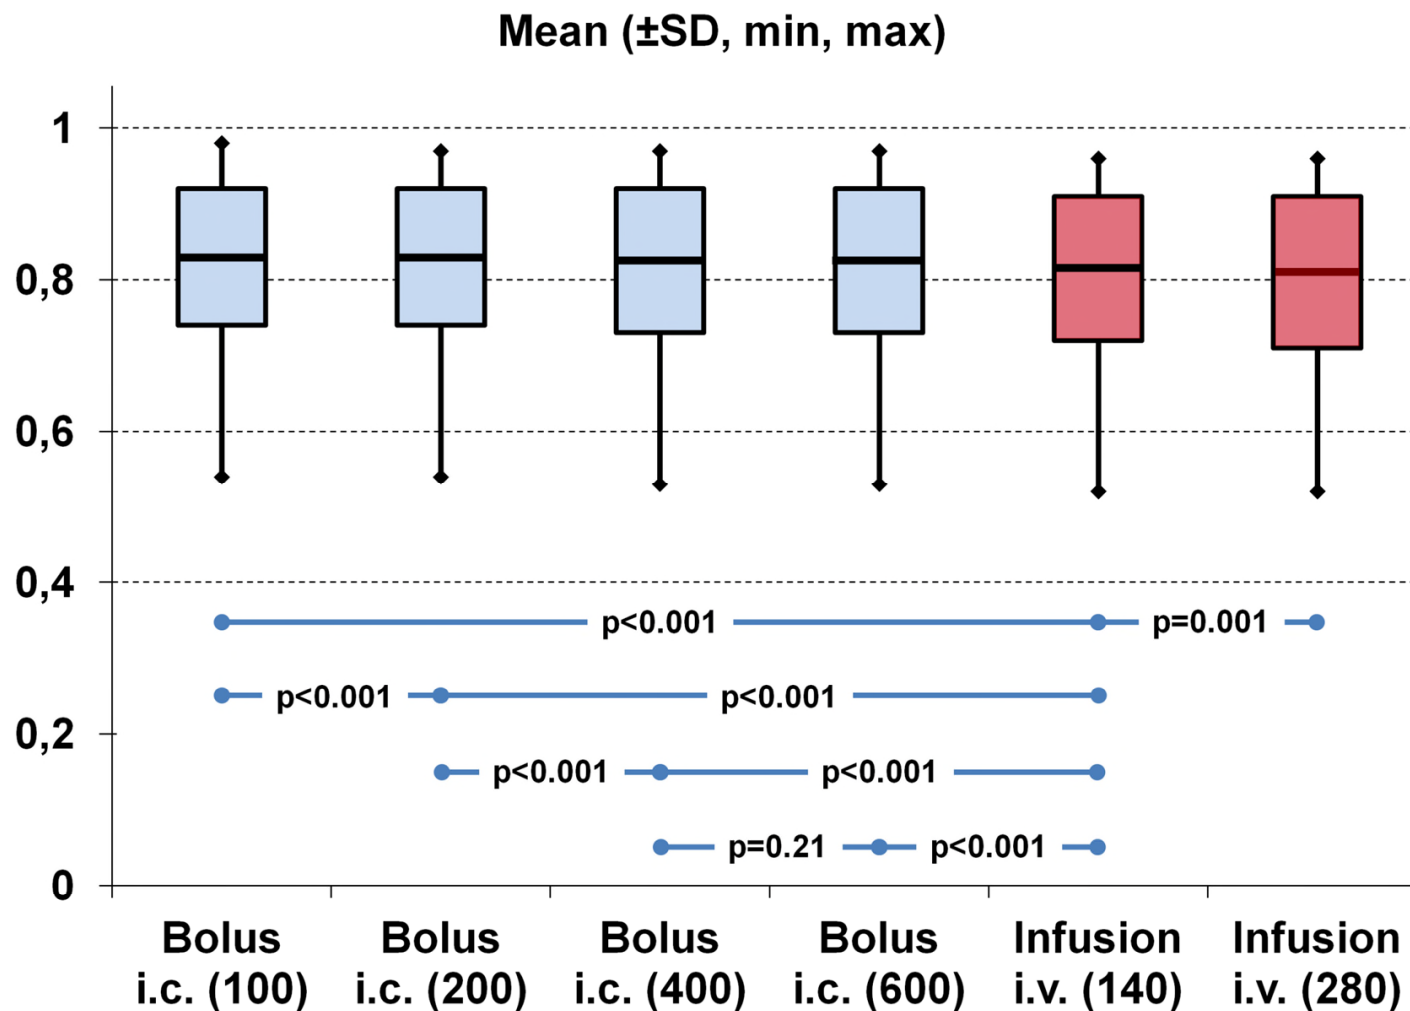 Mean (±SD, min, max)
1
0,8
0,6
0,4
p<0.001 p=0.001
p<0.001 p<0.001
0,2
p<0.001 p<0.001
p=0.21 p<0.001
0
Bolus Bolus Bolus Bolus Infusion Infusion
i.c. (100) i.c. (200) i.c. (400) i.c. (600) i.v. (140) i.v. (280)